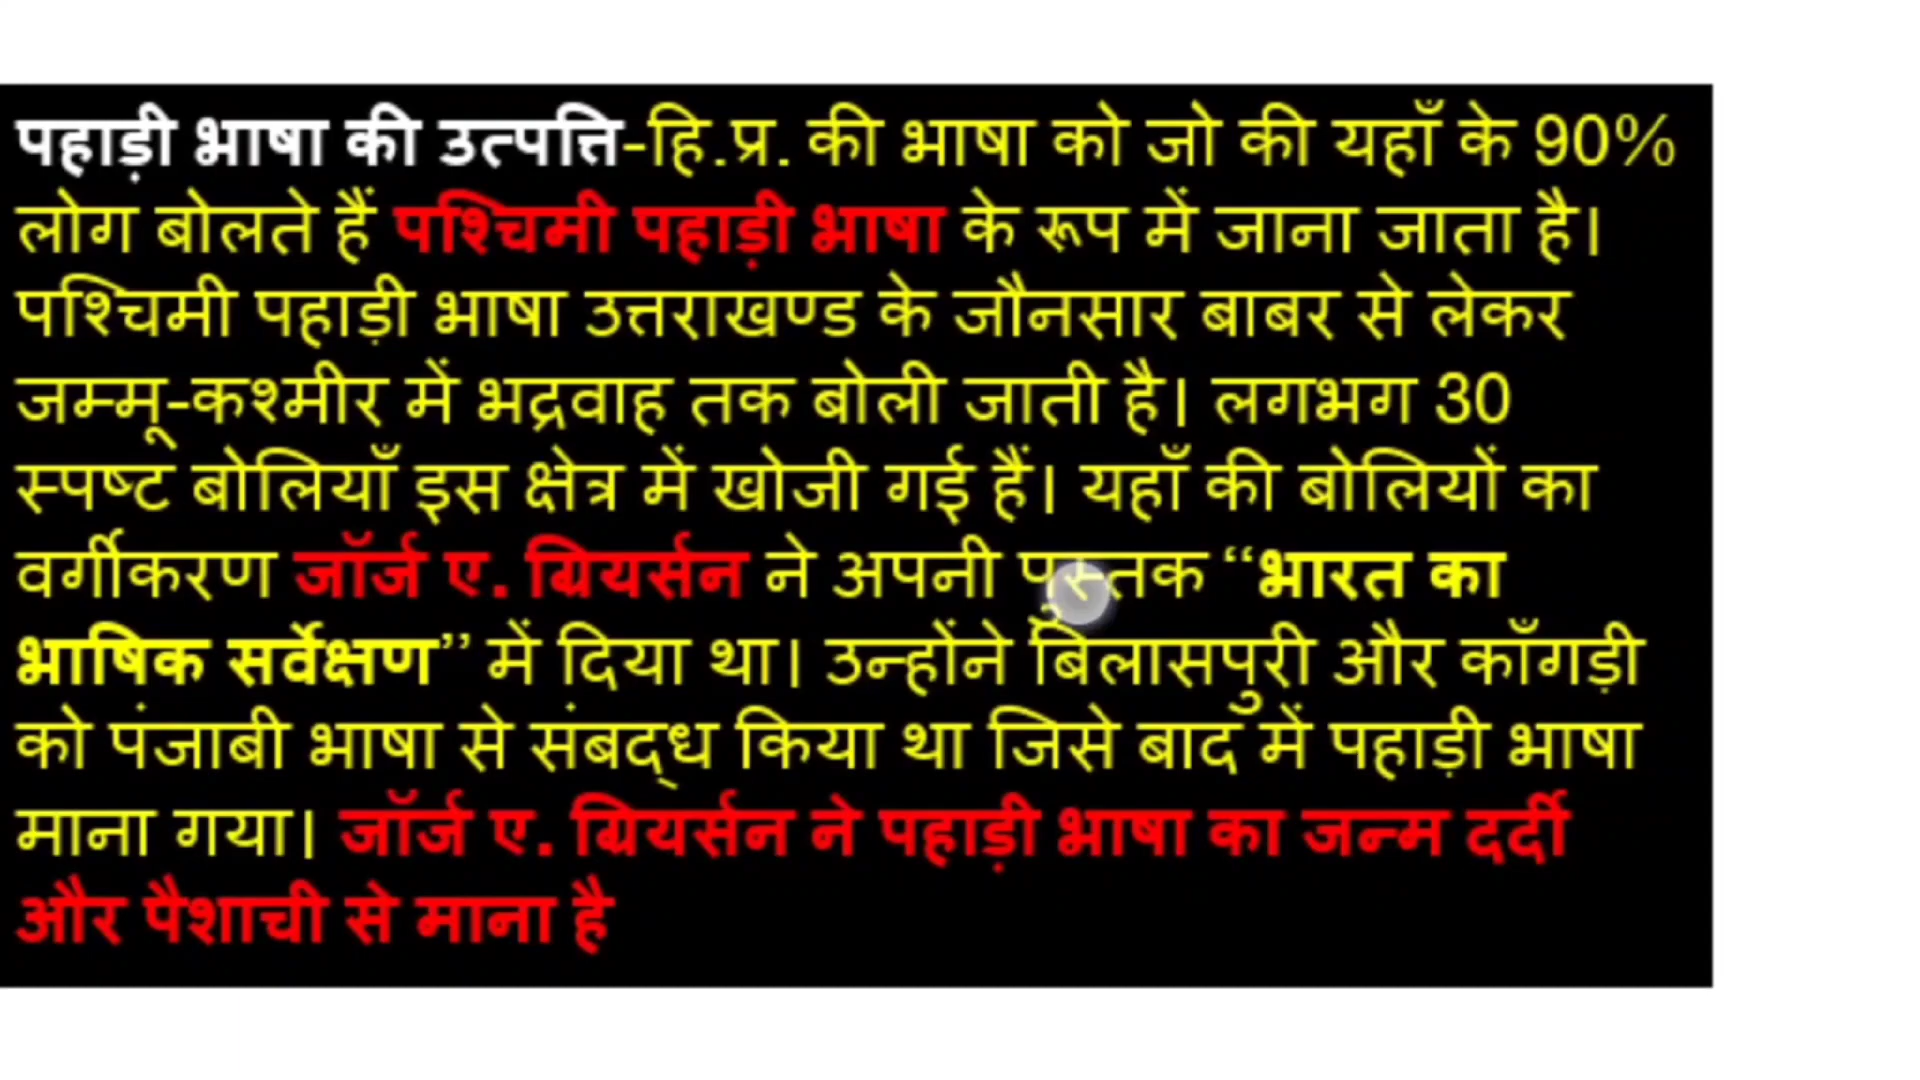 पहाड़ी भाषा की उत्पत्ति-हि.प्र. की भाषा को जो की यहाँ के 90%
लोग बोलते हैं पश्चिमी पहाड़ी भाषा के रूप में जाना जाता है।
पश्चिमी पहाड़ी भाषा उत्तराखण्ड के जौनसार बाबर से लेकर
जम्मू-कश्मीर में भद्रवाह तक बोली जाती है। लगभग 30
स्पष्ट बोलियाँ इस क्षेत्र में खोजी गई हैं। यहाँ की बोलियों का
वर्गीकरण जॉर्ज ए. ग्रियर्सन ने अपनी पुस्तक “भारत का
भाषिक सर्वेक्षण” में दिया था। उन्होंने बिलासपुरी और काँगड़ी
को पंजाबी भाषा से संबद्ध किया था जिसे बाद में पहाड़ी भाषा
माना गया। जॉर्ज ए. ग्रियर्सन ने पहाड़ी भाषा का जन्म दर्दी
और पैशाची से माना है